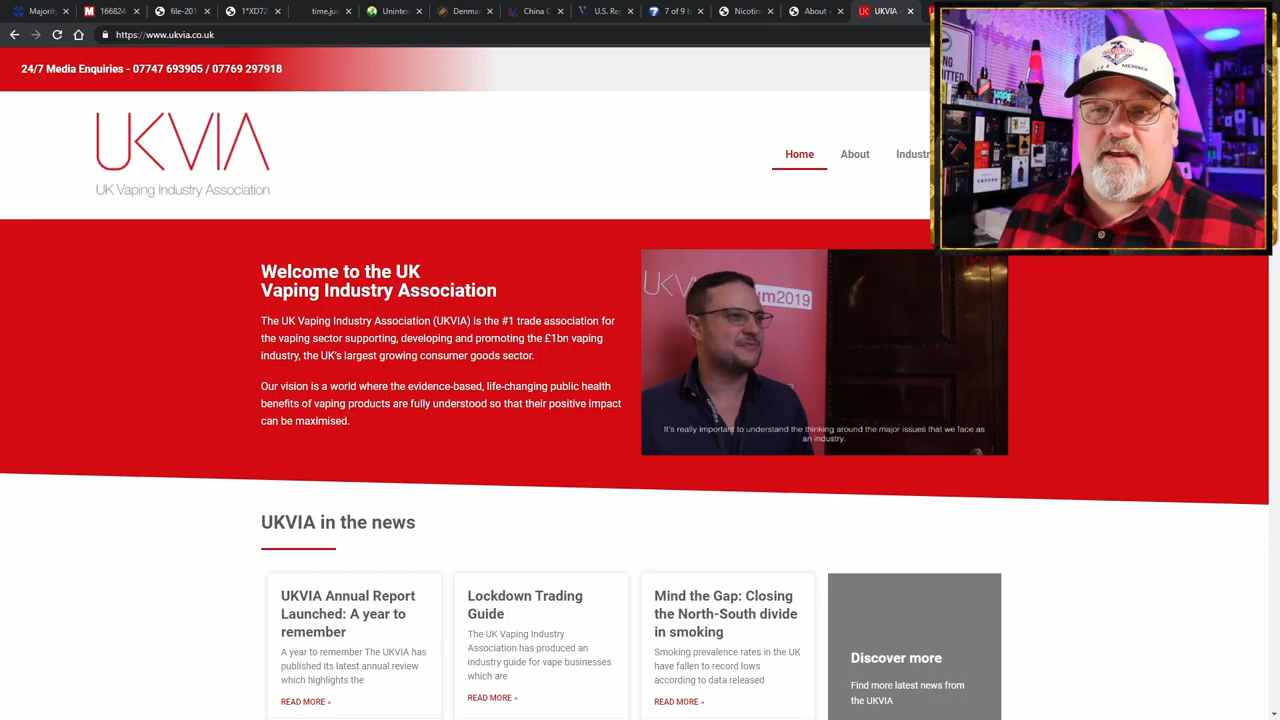 Majorit
166824
file-201
1*XD72
time.ju
Uninter
Denma
China C
U.S. Re
7 of 9 l
Nicotin
About
UKVIA -
https://www.ukvia.co.uk
24/7 Media Enquiries - 07747 693905 / 07769 297918
UKVIA
UK Vaping Industry Association
Home
About
Industr
LIFE MEMBER
VAPE
Welcome to the UK
Vaping Industry Association
The UK Vaping Industry Association (UKVIA) is the #1 trade association for
the vaping sector supporting, developing and promoting the £1bn vaping
industry, the UK's largest growing consumer goods sector.
Our vision is a world where the evidence-based, life-changing public health
benefits of vaping products are fully understood so that their positive impact
can be maximised.
UKV
um2019
It's really important to understand the thinking around the major issues that we face as
an industry.
UKVIA in the news
UKVIA Annual Report
Launched: A year to
remember
A year to remember The UKVIA has
published its latest annual review
which highlights the
READ MORE »
Lockdown Trading
Guide
The UK Vaping Industry
Association has produced an
industry guide for vape businesses
which are
READ MORE »
Mind the Gap: Closing
the North-South divide
in smoking
Smoking prevalence rates in the UK
have fallen to record lows
according to data released
READ MORE »
Discover more
Find more latest news from
the UKVIA